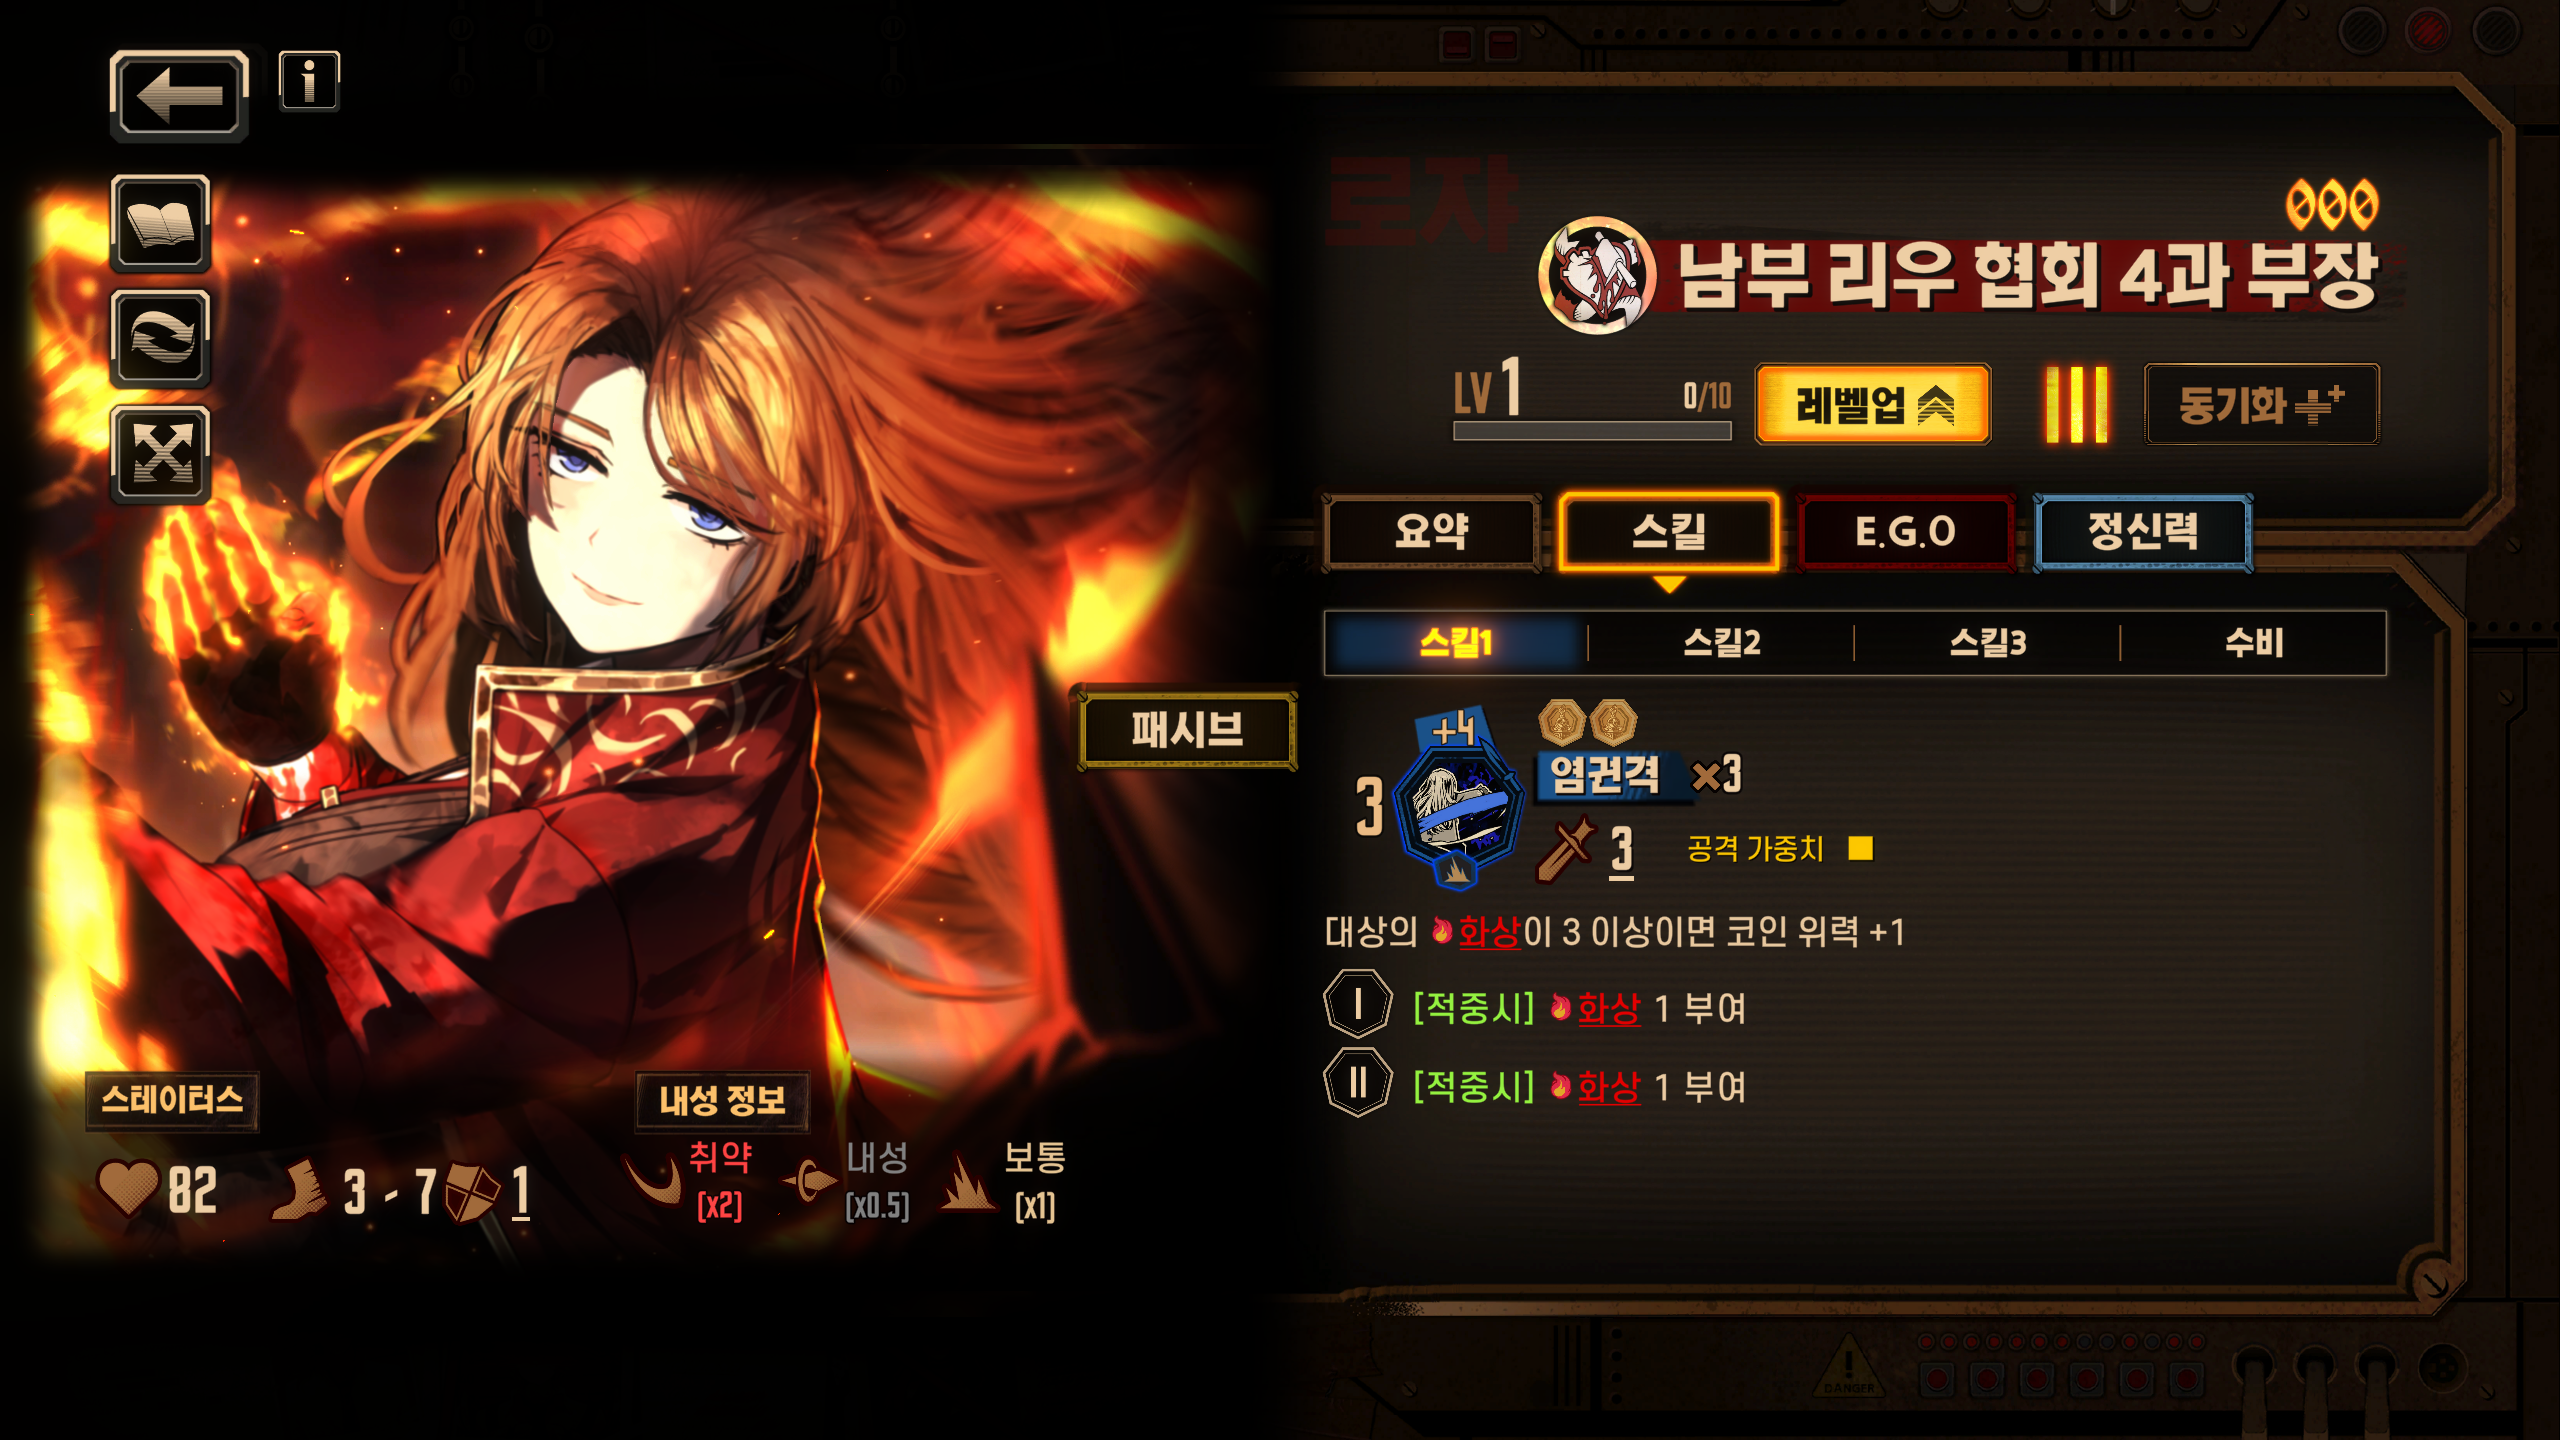 로쟈
남부 리우 협회 4과 부장
LV 1
0/10
레벨업
동기화
요약
스킬
E.G.O
정신력
스킬1
스킬2
스킬3
수비
패시브
+4
3
염권격 ×3
3
공격 가중치
대상의 화상이 3 이상이면 코인 위력 +1
I [적중시] 화상 1 부여
II [적중시] 화상 1 부여
스테이터스
82
3 - 7
1
내성 정보
취약
[x2]
내성
[x0.5]
보통
[x1]
DANGER